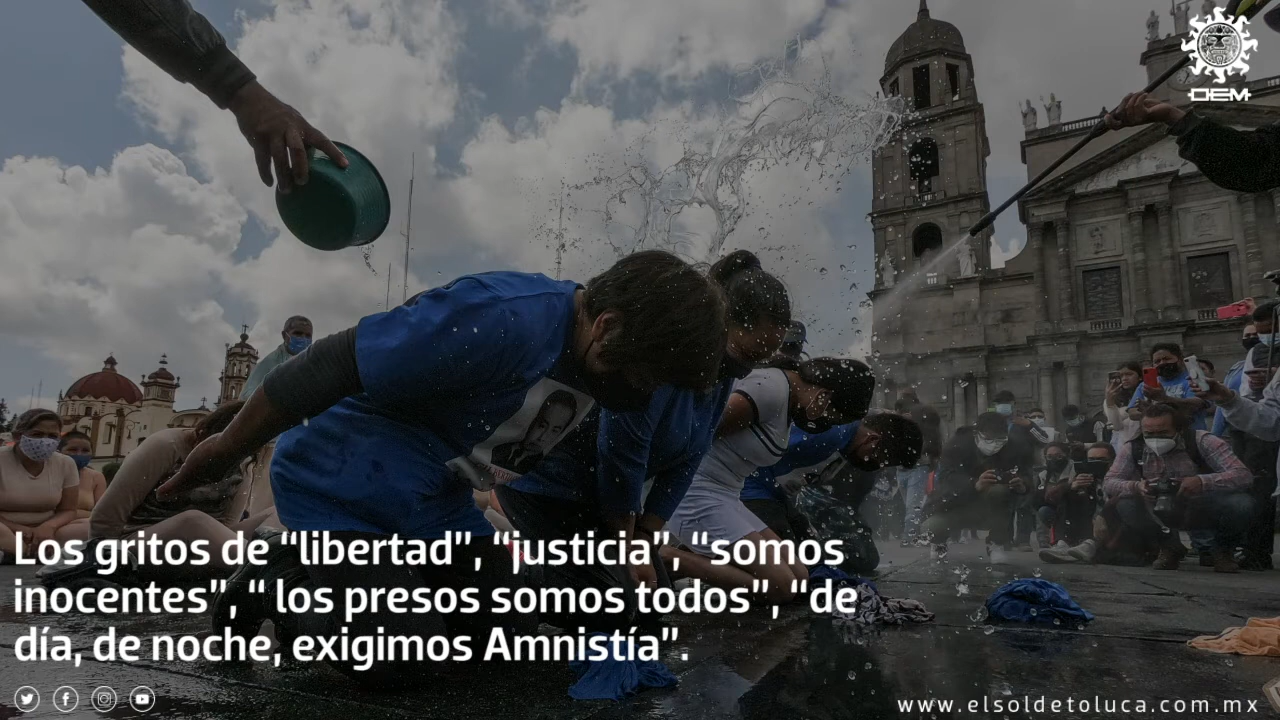 OEM
Los gritos de “libertad”, “justicia”, “somos
inocentes”, “ los presos somos todos”, “de
día, de noche, exigimos Amnistía”.
www.elsoldetoluca.com.mx